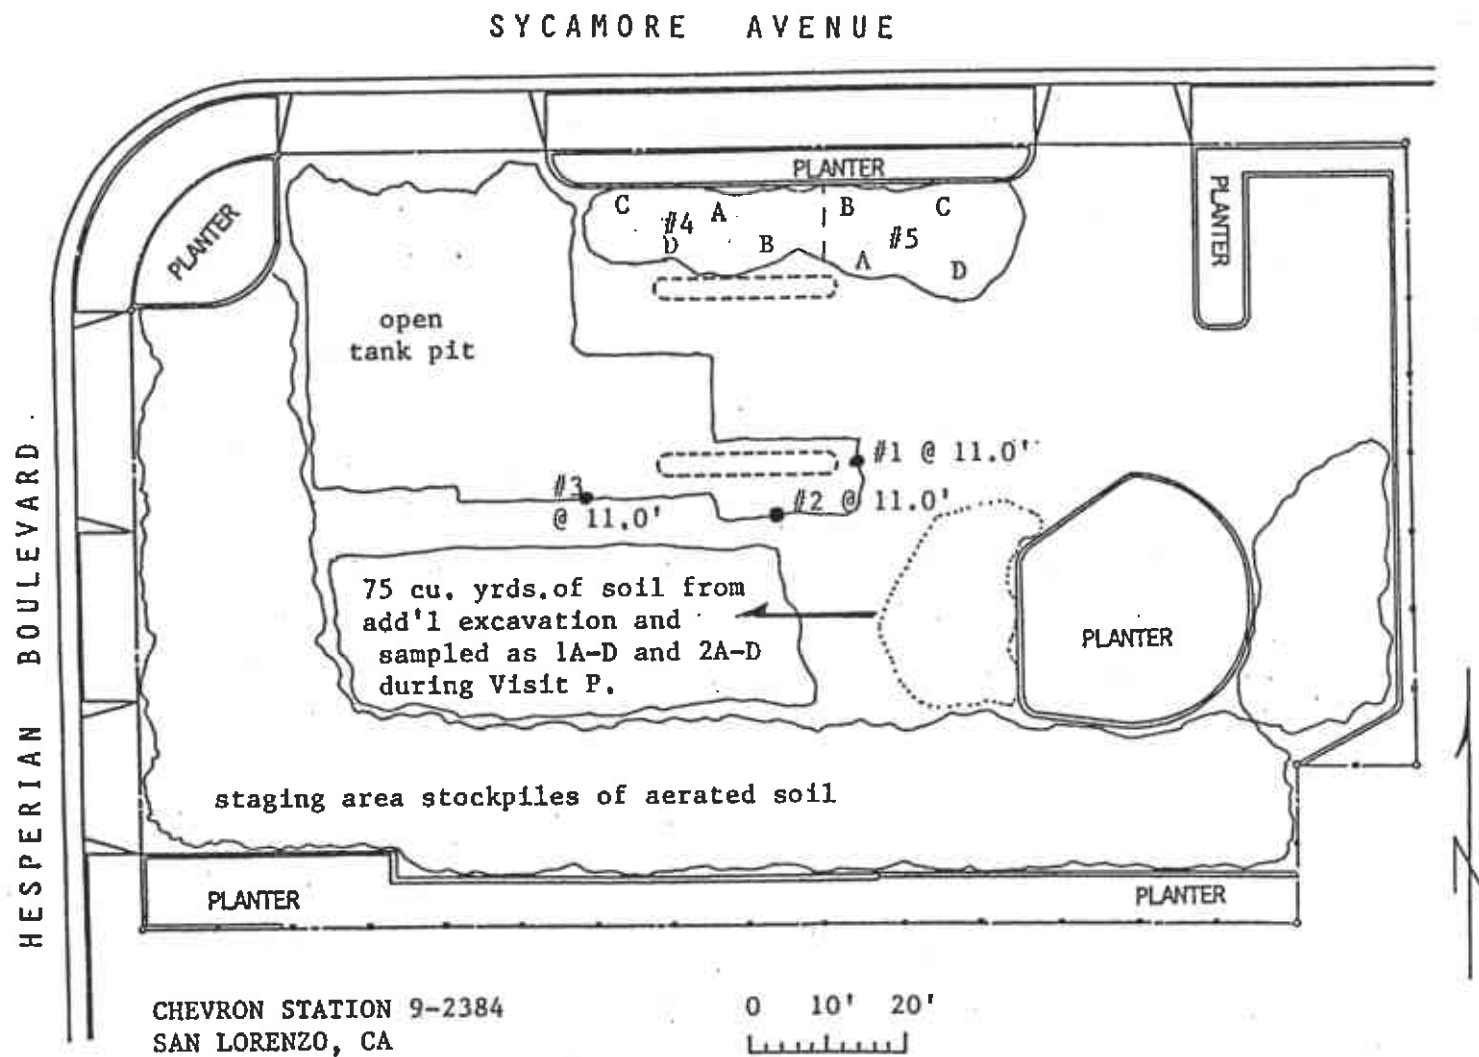 SYCAMORE AVENUE
PLANTER
PLANTER
PLANTER
C A B C
#4 #5
D B A D
open
tank pit
#1 @ 11.0'
#3
@ 11.0'
#2 @ 11.0'
75 cu. yrds. of soil from
add'l excavation and
sampled as 1A-D and 2A-D
during Visit P.
PLANTER
HESPERIAN BOULEVARD
staging area stockpiles of aerated soil
PLANTER
PLANTER
CHEVRON STATION 9-2384
SAN LORENZO, CA
0 10' 20'